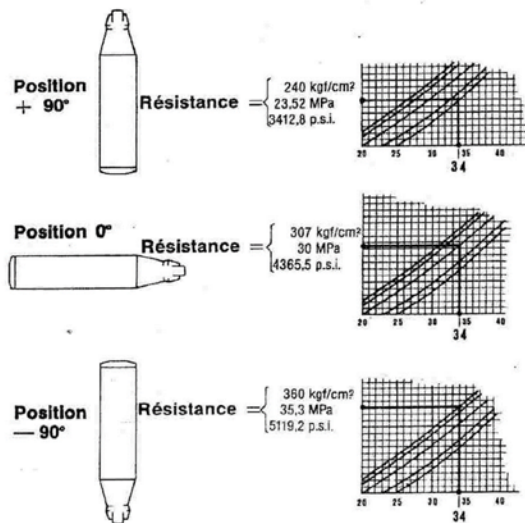 Position
+ 90°
Résistance =
240 kgf/cm²
23,52 MPa
3412,8 p.s.i.
20 25 30 35 40
34
Position 0°
Résistance =
307 kgf/cm²
30 MPa
4365,5 p.s.i.
20 25 30 35 40
34
Position
— 90°
Résistance =
360 kgf/cm²
35,3 MPa
5119,2 p.s.i.
20 25 30 35 40
34